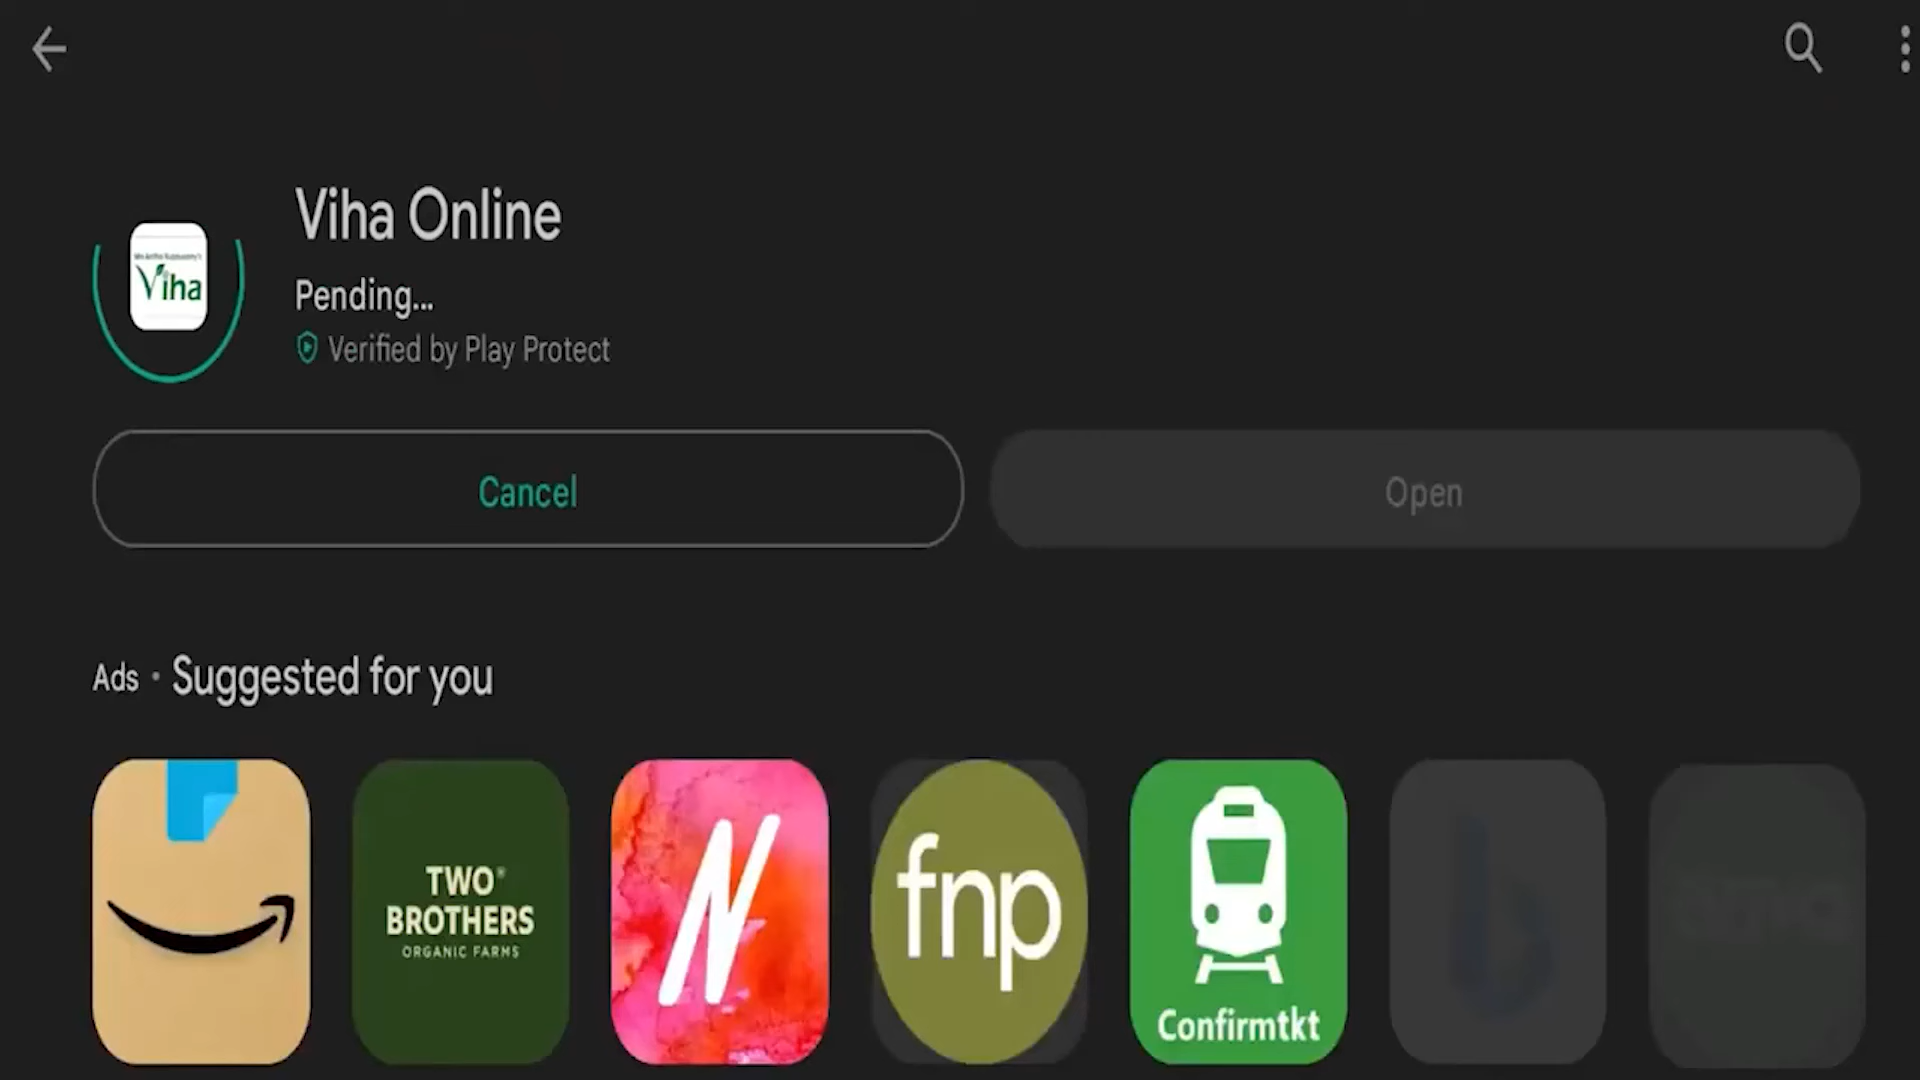 Viha Online
Viha
Pending...
Verified by Play Protect
Cancel
Open
Ads • Suggested for you
TWO
BROTHERS
ORGANIC FARMS
N
fnp
Confirmtkt